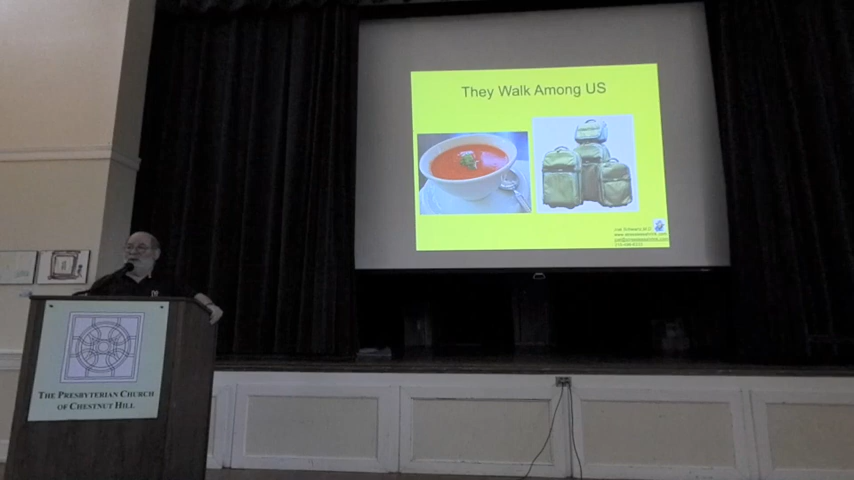 They Walk Among US
THE PRESBYTERIAN CHURCH
OF CHESTNUT HILL